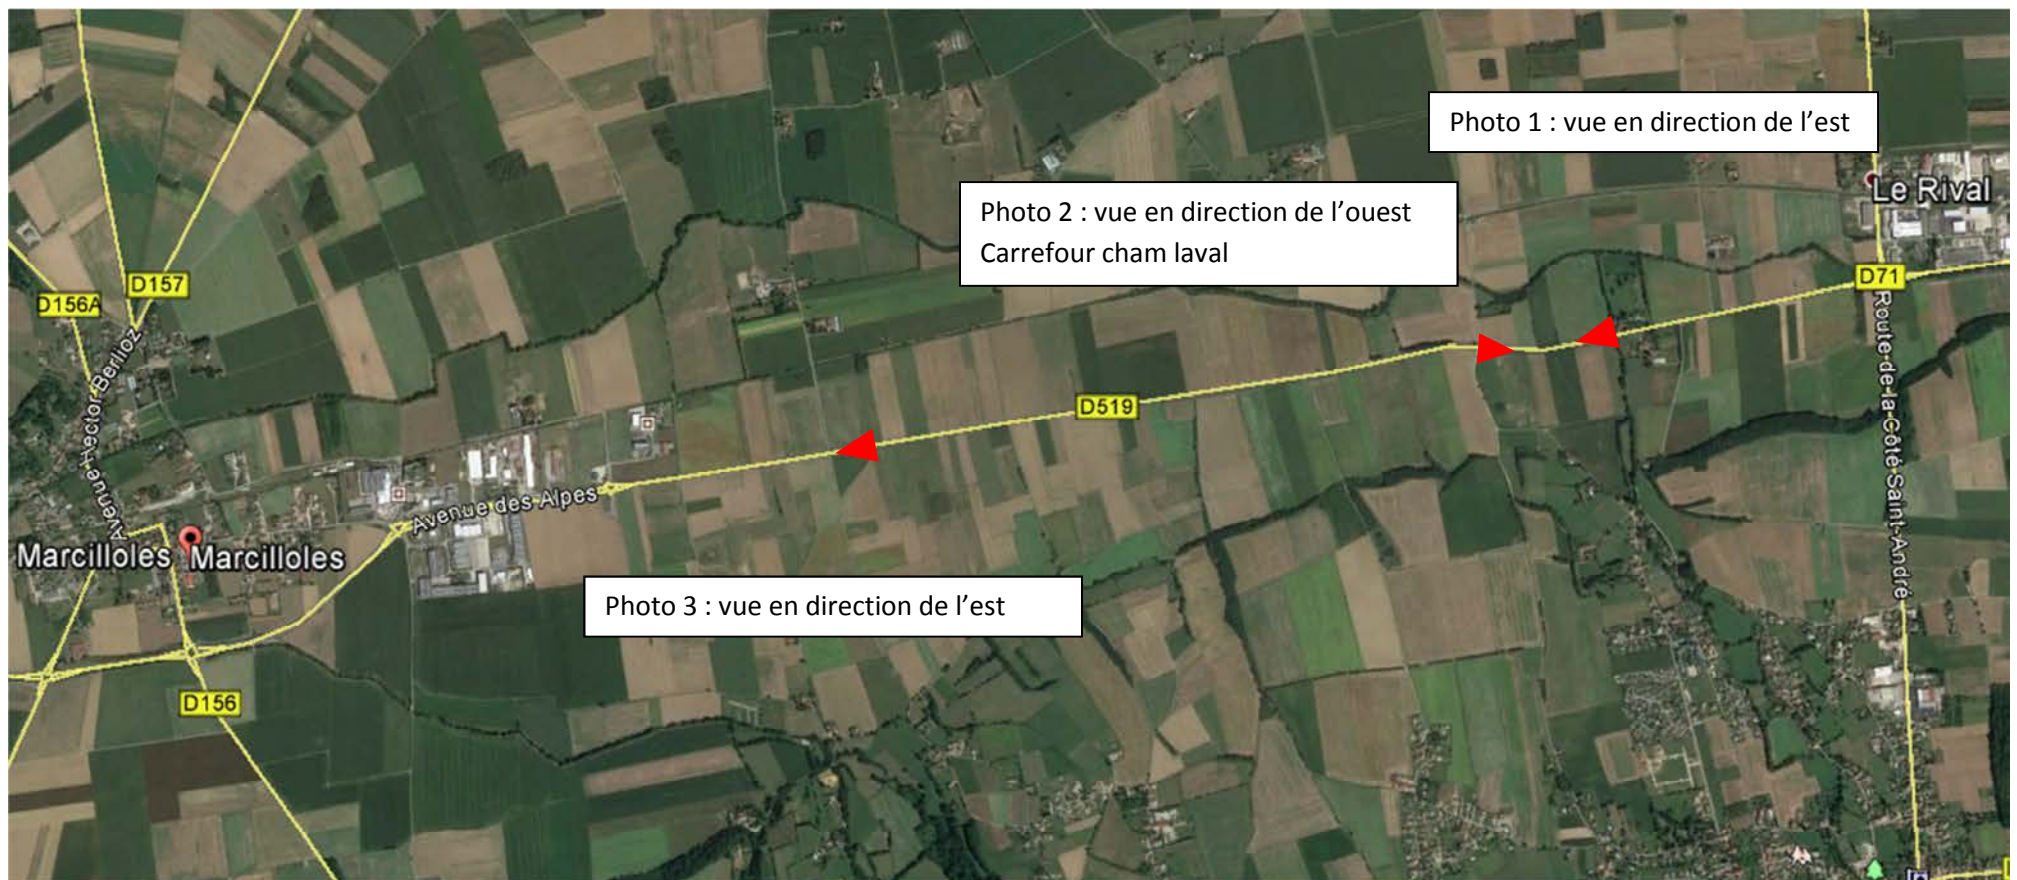 Photo 1 : vue en direction de l’est
Le Rival
Photo 2 : vue en direction de l’ouest
Carrefour cham laval
D71
D157
D156A
Avenue Hector Berlioz
Route-de-la-Côte-Saint-André
D519
Avenue des Alpes
Marcilloles
Marcilloles
Photo 3 : vue en direction de l’est
D156